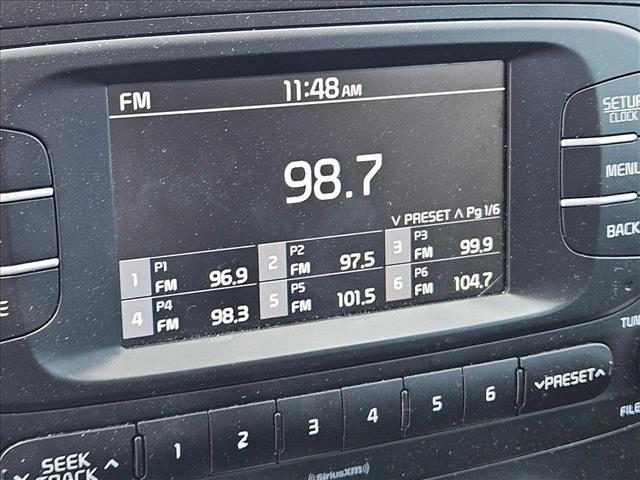 FM 11:48 AM
SETUP
CLOCK
98.7
MENU
∨ PRESET ∧ Pg 1/6
BACK
1 P1 FM 96.9 2 P2 FM 97.5 3 P3 FM 99.9
4 P4 FM 98.3 5 P5 FM 101.5 6 P6 FM 104.7
TUN
1 2 3 4 5 6 ∨PRESET∧
FILE
∨ SEEK ∧
TRACK
SiriusXM
E